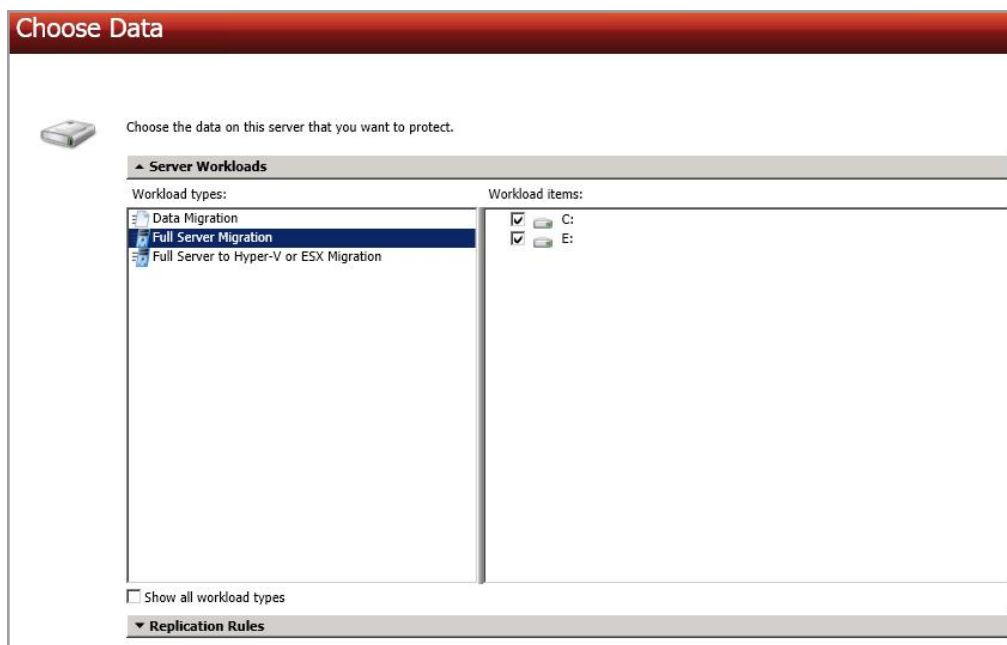 Choose Data
Choose the data on this server that you want to protect.
Server Workloads
Workload types:
Data Migration
Full Server Migration
Full Server to Hyper-V or ESX Migration
Workload items:
C:
E:
Show all workload types
Replication Rules